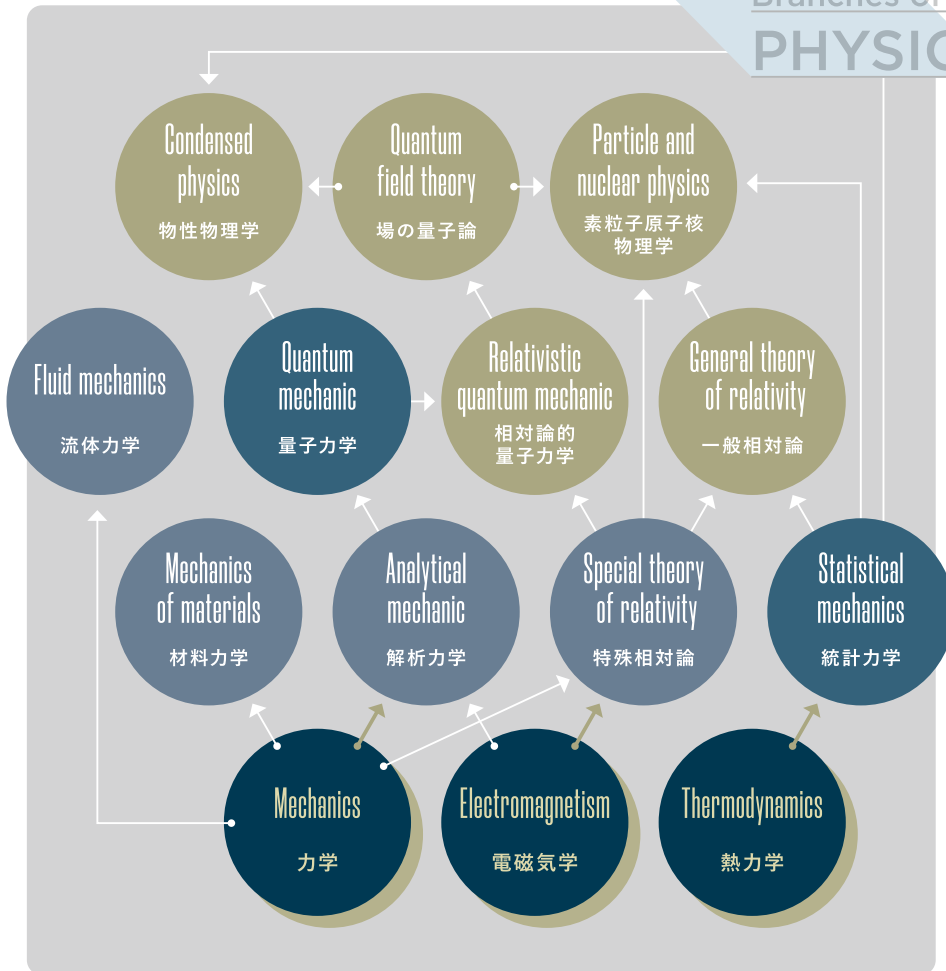 Branches of
PHYSIC
Condensed
physics
物性物理学
Quantum
field theory
場の量子論
Particle and
nuclear physics
素粒子原子核
物理学
Fluid mechanics
流体力学
Quantum
mechanic
量子力学
Relativistic
quantum mechanic
相対論的
量子力学
General theory
of relativity
一般相対論
Mechanics
of materials
材料力学
Analytical
mechanic
解析力学
Special theory
of relativity
特殊相対論
Statistical
mechanics
統計力学
Mechanics
力学
Electromagnetism
電磁気学
Thermodynamics
熱力学